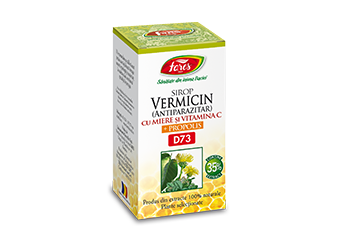 fares
Sănătate din inima Daciei
SIROP
VERMICIN
(ANTIPARAZITAR)
CU MIERE ȘI VITAMINA C
+ PROPOLIS
D73
35%
Produs din extracte 100% naturale
Plante selecționate